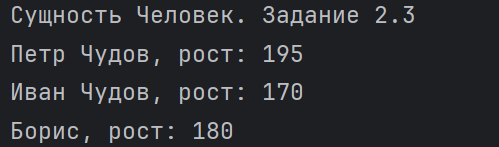 Сущность Человек. Задание 2.3
Петр Чудов, рост: 195
Иван Чудов, рост: 170
Борис, рост: 180